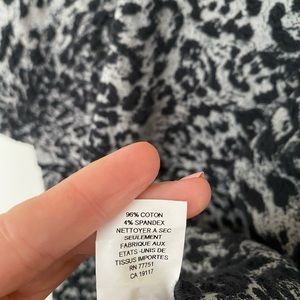 96% COTON
4% SPANDEX
NETTOYER A SEC
SEULEMENT
FABRIQUE AUX
ETATS-UNIS DE
TISSUS IMPORTES
RN 77751
CA 19117